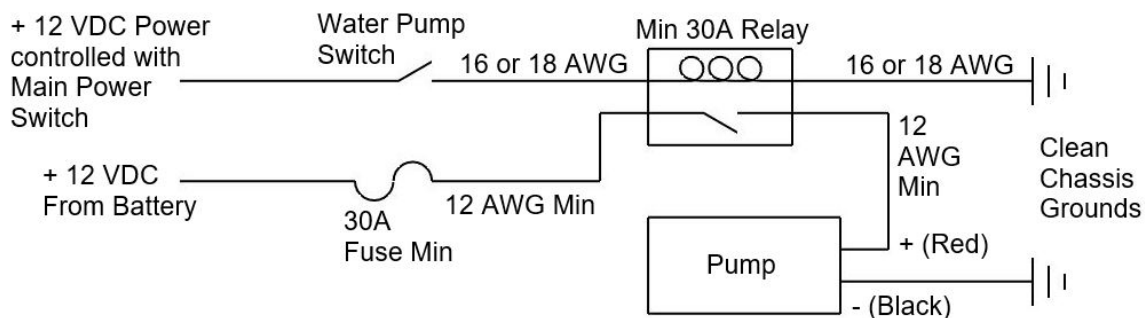 + 12 VDC Power
controlled with
Main Power
Switch
Water Pump
Switch
16 or 18 AWG
Min 30A Relay
16 or 18 AWG
+ 12 VDC
From Battery
30A
Fuse Min
12 AWG Min
12
AWG
Min
Clean
Chassis
Grounds
Pump
+ (Red)
- (Black)